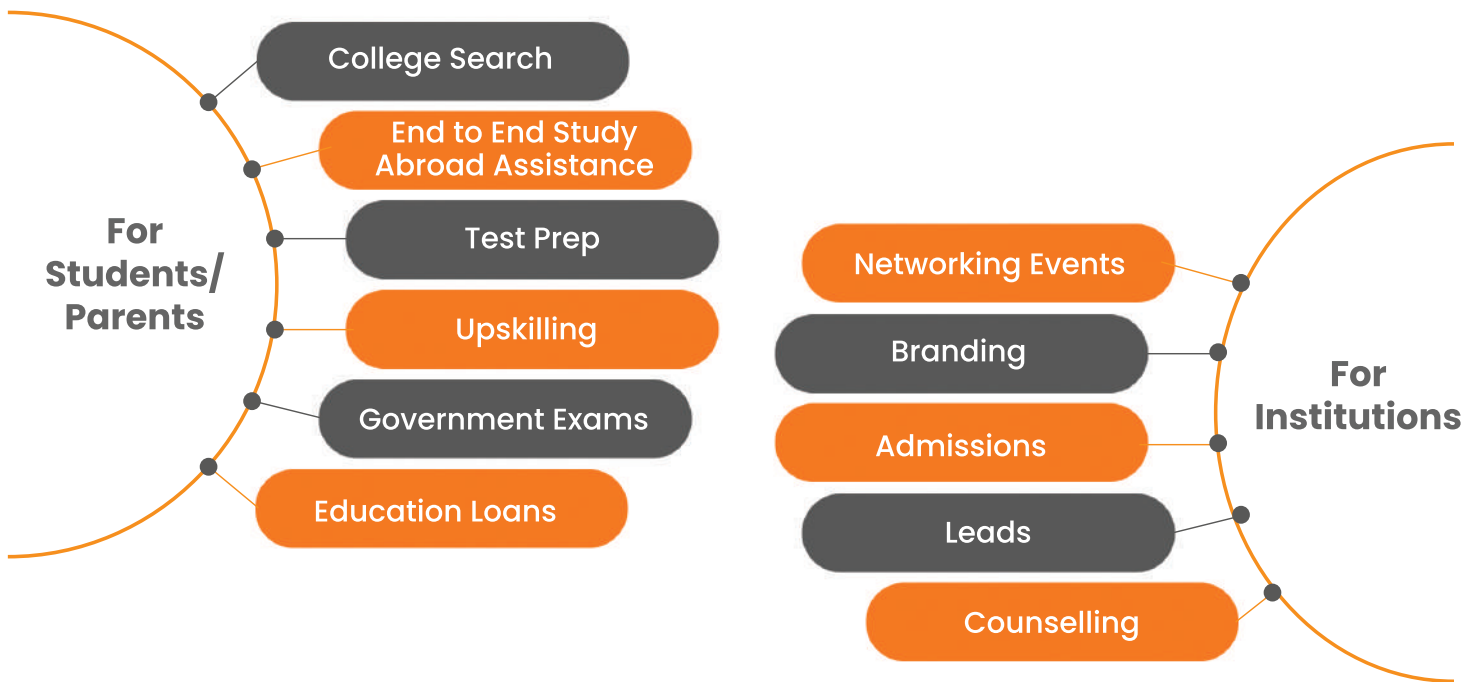 For
Students/
Parents
College Search
End to End Study
Abroad Assistance
Test Prep
Upskilling
Government Exams
Education Loans
Networking Events
Branding
Admissions
Leads
Counselling
For
Institutions